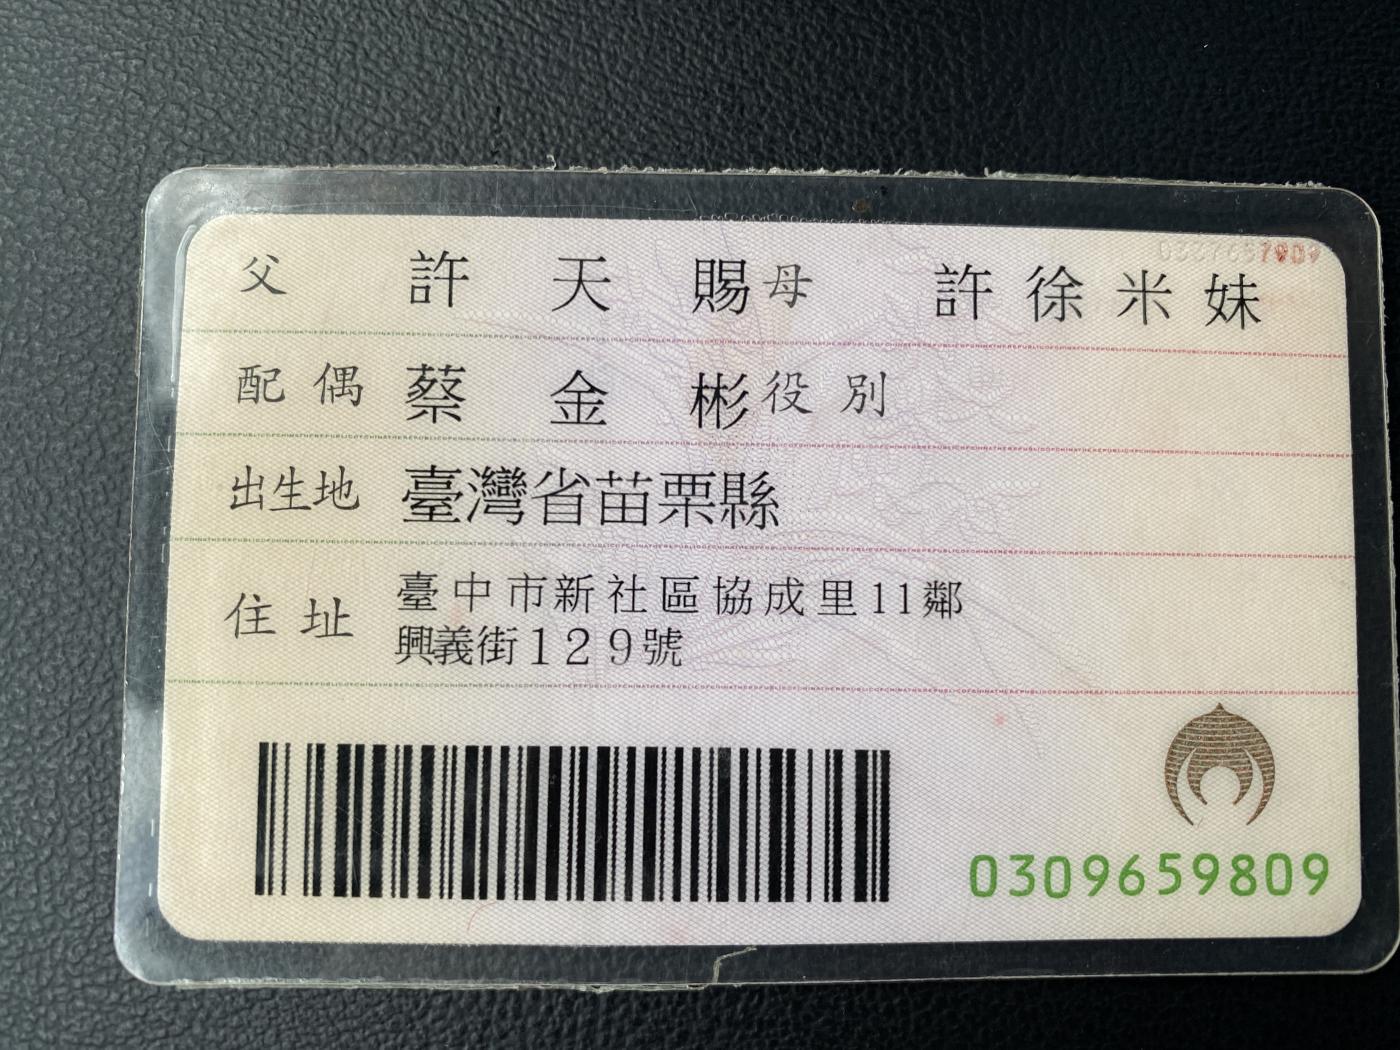 父 許天賜 母 許徐米妹
配偶 蔡金彬 役別
出生地 臺灣省苗栗縣
住址 臺中市新社區協成里11鄰
興義街129號
0309659809